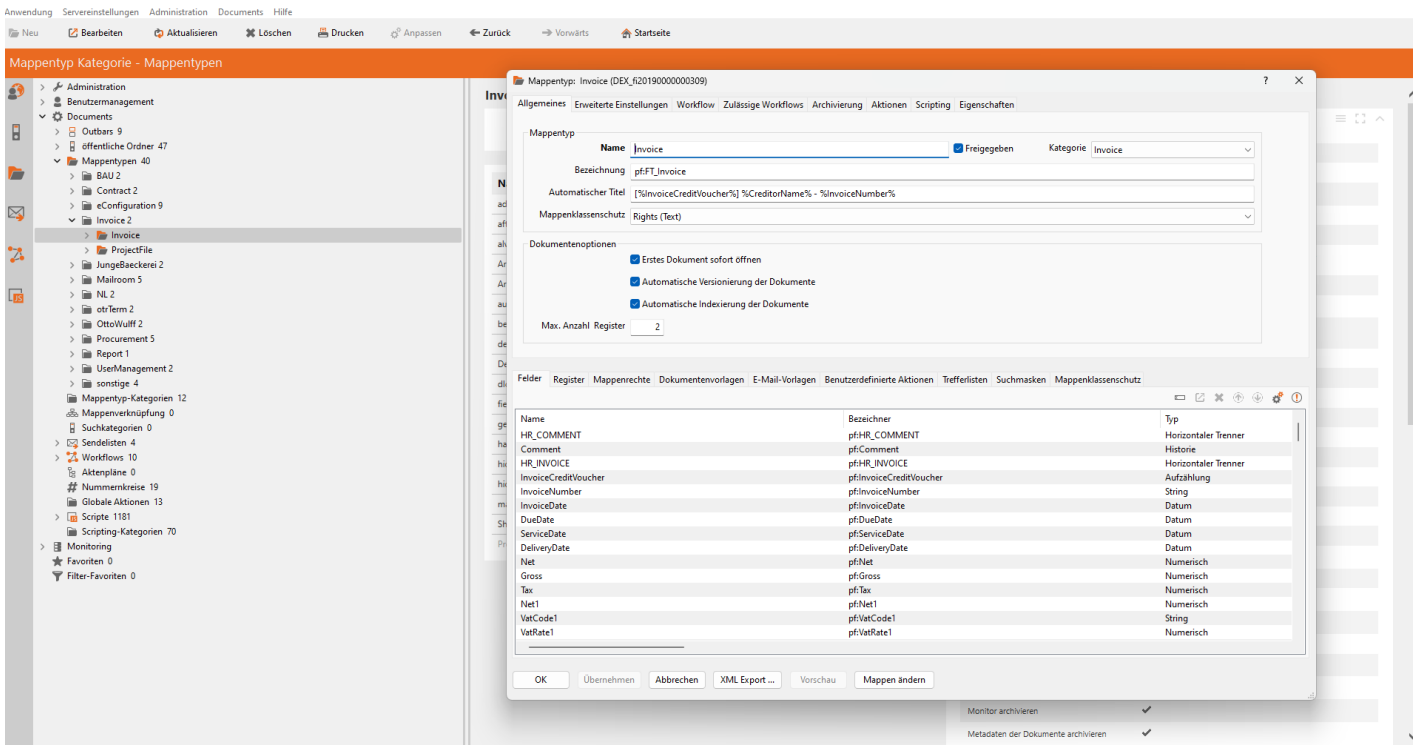 Anwendung Servereinstellungen Administration Documents Hilfe
Neu Bearbeiten Aktualisieren Löschen Drucken Anpassen Zurück Vorwärts Startseite
Mappentyp Kategorie - Mappentypen
Administration
Benutzermanagement
Documents
Outbars 9
öffentliche Ordner 47
Mappentypen 40
BAU 2
Contract 2
eConfiguration 9
Invoice 2
Invoice
ProjectFile
JungeBaeckerei 2
Mailroom 5
NL 2
otrTerm 2
OttoWulff 2
Procurement 5
Report 1
UserManagement 2
sonstige 4
Mappentyp-Kategorien 12
Mappenverknüpfung 0
Suchkategorien 0
Sendelisten 4
Workflows 10
Aktenpläne 0
Nummernkreise 19
Globale Aktionen 13
Scripte 1181
Scripting-Kategorien 70
Monitoring
Favoriten 0
Filter-Favoriten 0
Mappentyp: Invoice (DEX_fi20190000000309) ?
Allgemeines Erweiterte Einstellungen Workflow Zulässige Workflows Archivierung Aktionen Scripting Eigenschaften
Mappentyp
Name Invoice Freigegeben Kategorie Invoice
Bezeichnung pf:FT_Invoice
Automatischer Titel [%InvoiceCreditVoucher%] %CreditorName% - %InvoiceNumber%
Mappenklassenschutz Rights (Text)
Dokumentenoptionen
Erstes Dokument sofort öffnen
Automatische Versionierung der Dokumente
Automatische Indexierung der Dokumente
Max. Anzahl Register 2
Felder Register Mappenrechte Dokumentenvorlagen E-Mail-Vorlagen Benutzerdefinierte Aktionen Trefferlisten Suchmasken Mappenklassenschutz
Name Bezeichner Typ
HR_COMMENT pf:HR_COMMENT Horizontaler Trenner
Comment pf:Comment Historie
HR_INVOICE pf:HR_INVOICE Horizontaler Trenner
InvoiceCreditVoucher pf:InvoiceCreditVoucher Aufzählung
InvoiceNumber pf:InvoiceNumber String
InvoiceDate pf:InvoiceDate Datum
DueDate pf:DueDate Datum
ServiceDate pf:ServiceDate Datum
DeliveryDate pf:DeliveryDate Datum
Net pf:Net Numerisch
Gross pf:Gross Numerisch
Tax pf:Tax Numerisch
Net1 pf:Net1 Numerisch
VatCode1 pf:VatCode1 String
VatRate1 pf:VatRate1 Numerisch
OK Übernehmen Abbrechen XML Export ... Vorschau Mappen ändern
Monitor archivieren
Metadaten der Dokumente archivieren